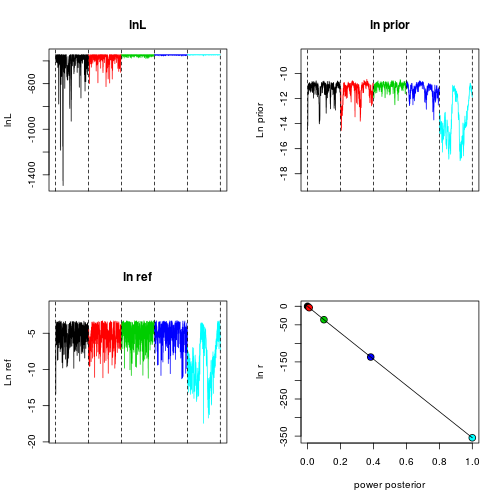 lnL
ln prior
lnL
-600
-1000
-1400
Ln prior
-10
-12
-14
-16
-18
ln ref
Ln ref
-5
-10
-15
-20
ln r
0
-50
-150
-250
-350
0.0 0.2 0.4 0.6 0.8 1.0
power posterior